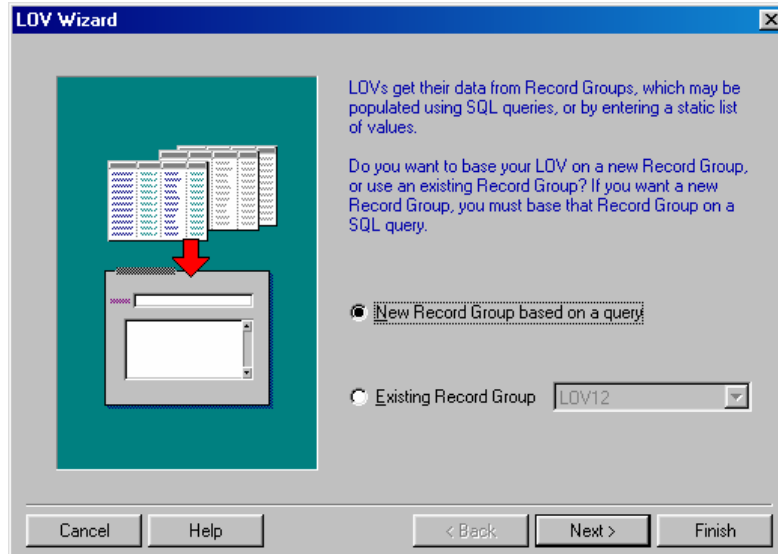 LOV Wizard
LOVs get their data from Record Groups, which may be
populated using SQL queries, or by entering a static list
of values.
Do you want to base your LOV on a new Record Group,
or use an existing Record Group? If you want a new
Record Group, you must base that Record Group on a
SQL query.
New Record Group based on a query
Existing Record Group LOV12
Cancel Help < Back Next > Finish